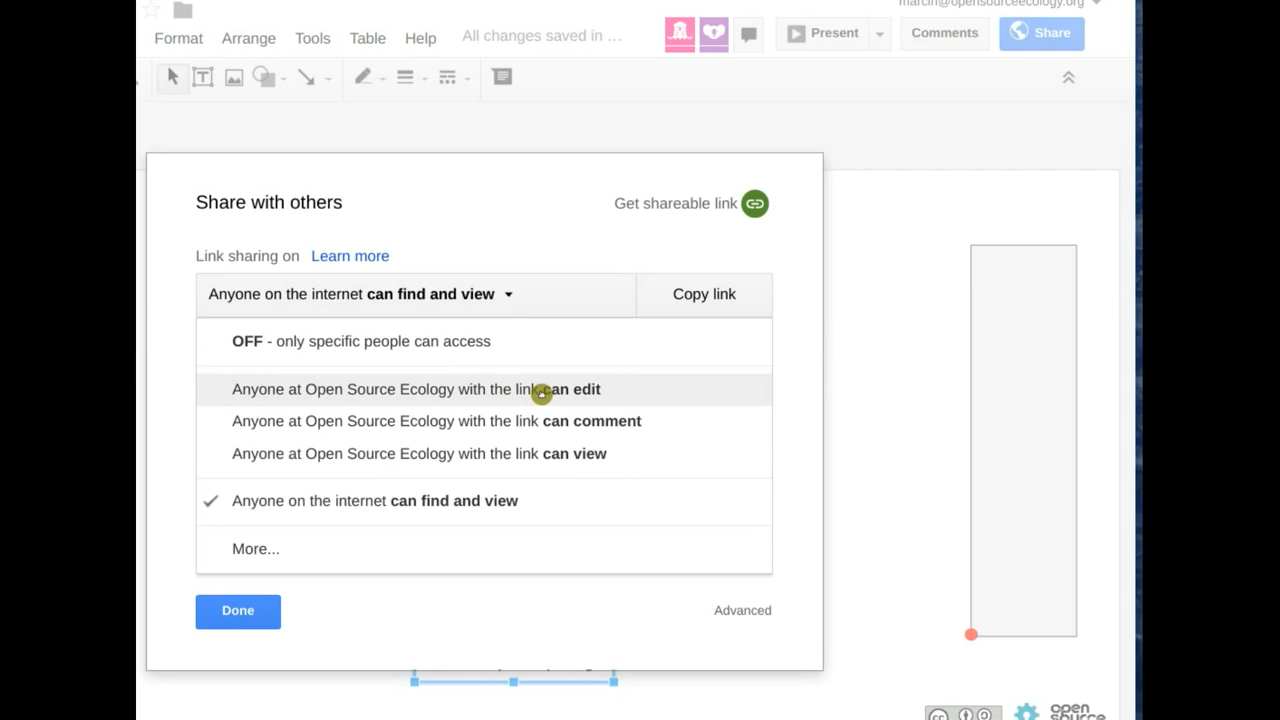 marcin@opensourceecology.org
Format Arrange Tools Table Help All changes saved in ... Present Comments Share
Share with others
Get shareable link
Link sharing on Learn more
Anyone on the internet can find and view
Copy link
OFF - only specific people can access
Anyone at Open Source Ecology with the link can edit
Anyone at Open Source Ecology with the link can comment
Anyone at Open Source Ecology with the link can view
Anyone on the internet can find and view
More...
Done
Advanced
cc
open
source